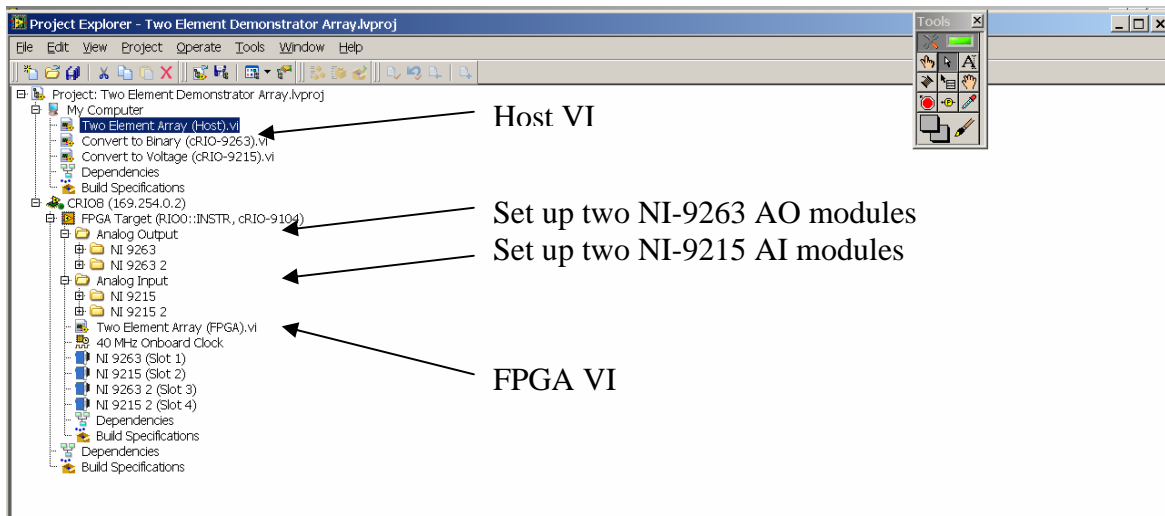 Project Explorer - Two Element Demonstrator Array.lvproj
Tools
File Edit View Project Operate Tools Window Help
Project: Two Element Demonstrator Array.lvproj
My Computer
Two Element Array (Host).vi
Host VI
Convert to Binary (cRIO-9263).vi
Convert to Voltage (cRIO-9215).vi
Dependencies
Build Specifications
CRIO8 (169.254.0.2)
FPGA Target (RIO0::INSTR, cRIO-9104)
Set up two NI-9263 AO modules
Analog Output
NI 9263
Set up two NI-9215 AI modules
NI 9263 2
Analog Input
NI 9215
NI 9215 2
Two Element Array (FPGA).vi
40 MHz Onboard Clock
NI 9263 (Slot 1)
NI 9215 (Slot 2)
FPGA VI
NI 9263 2 (Slot 3)
NI 9215 2 (Slot 4)
Dependencies
Build Specifications
Dependencies
Build Specifications